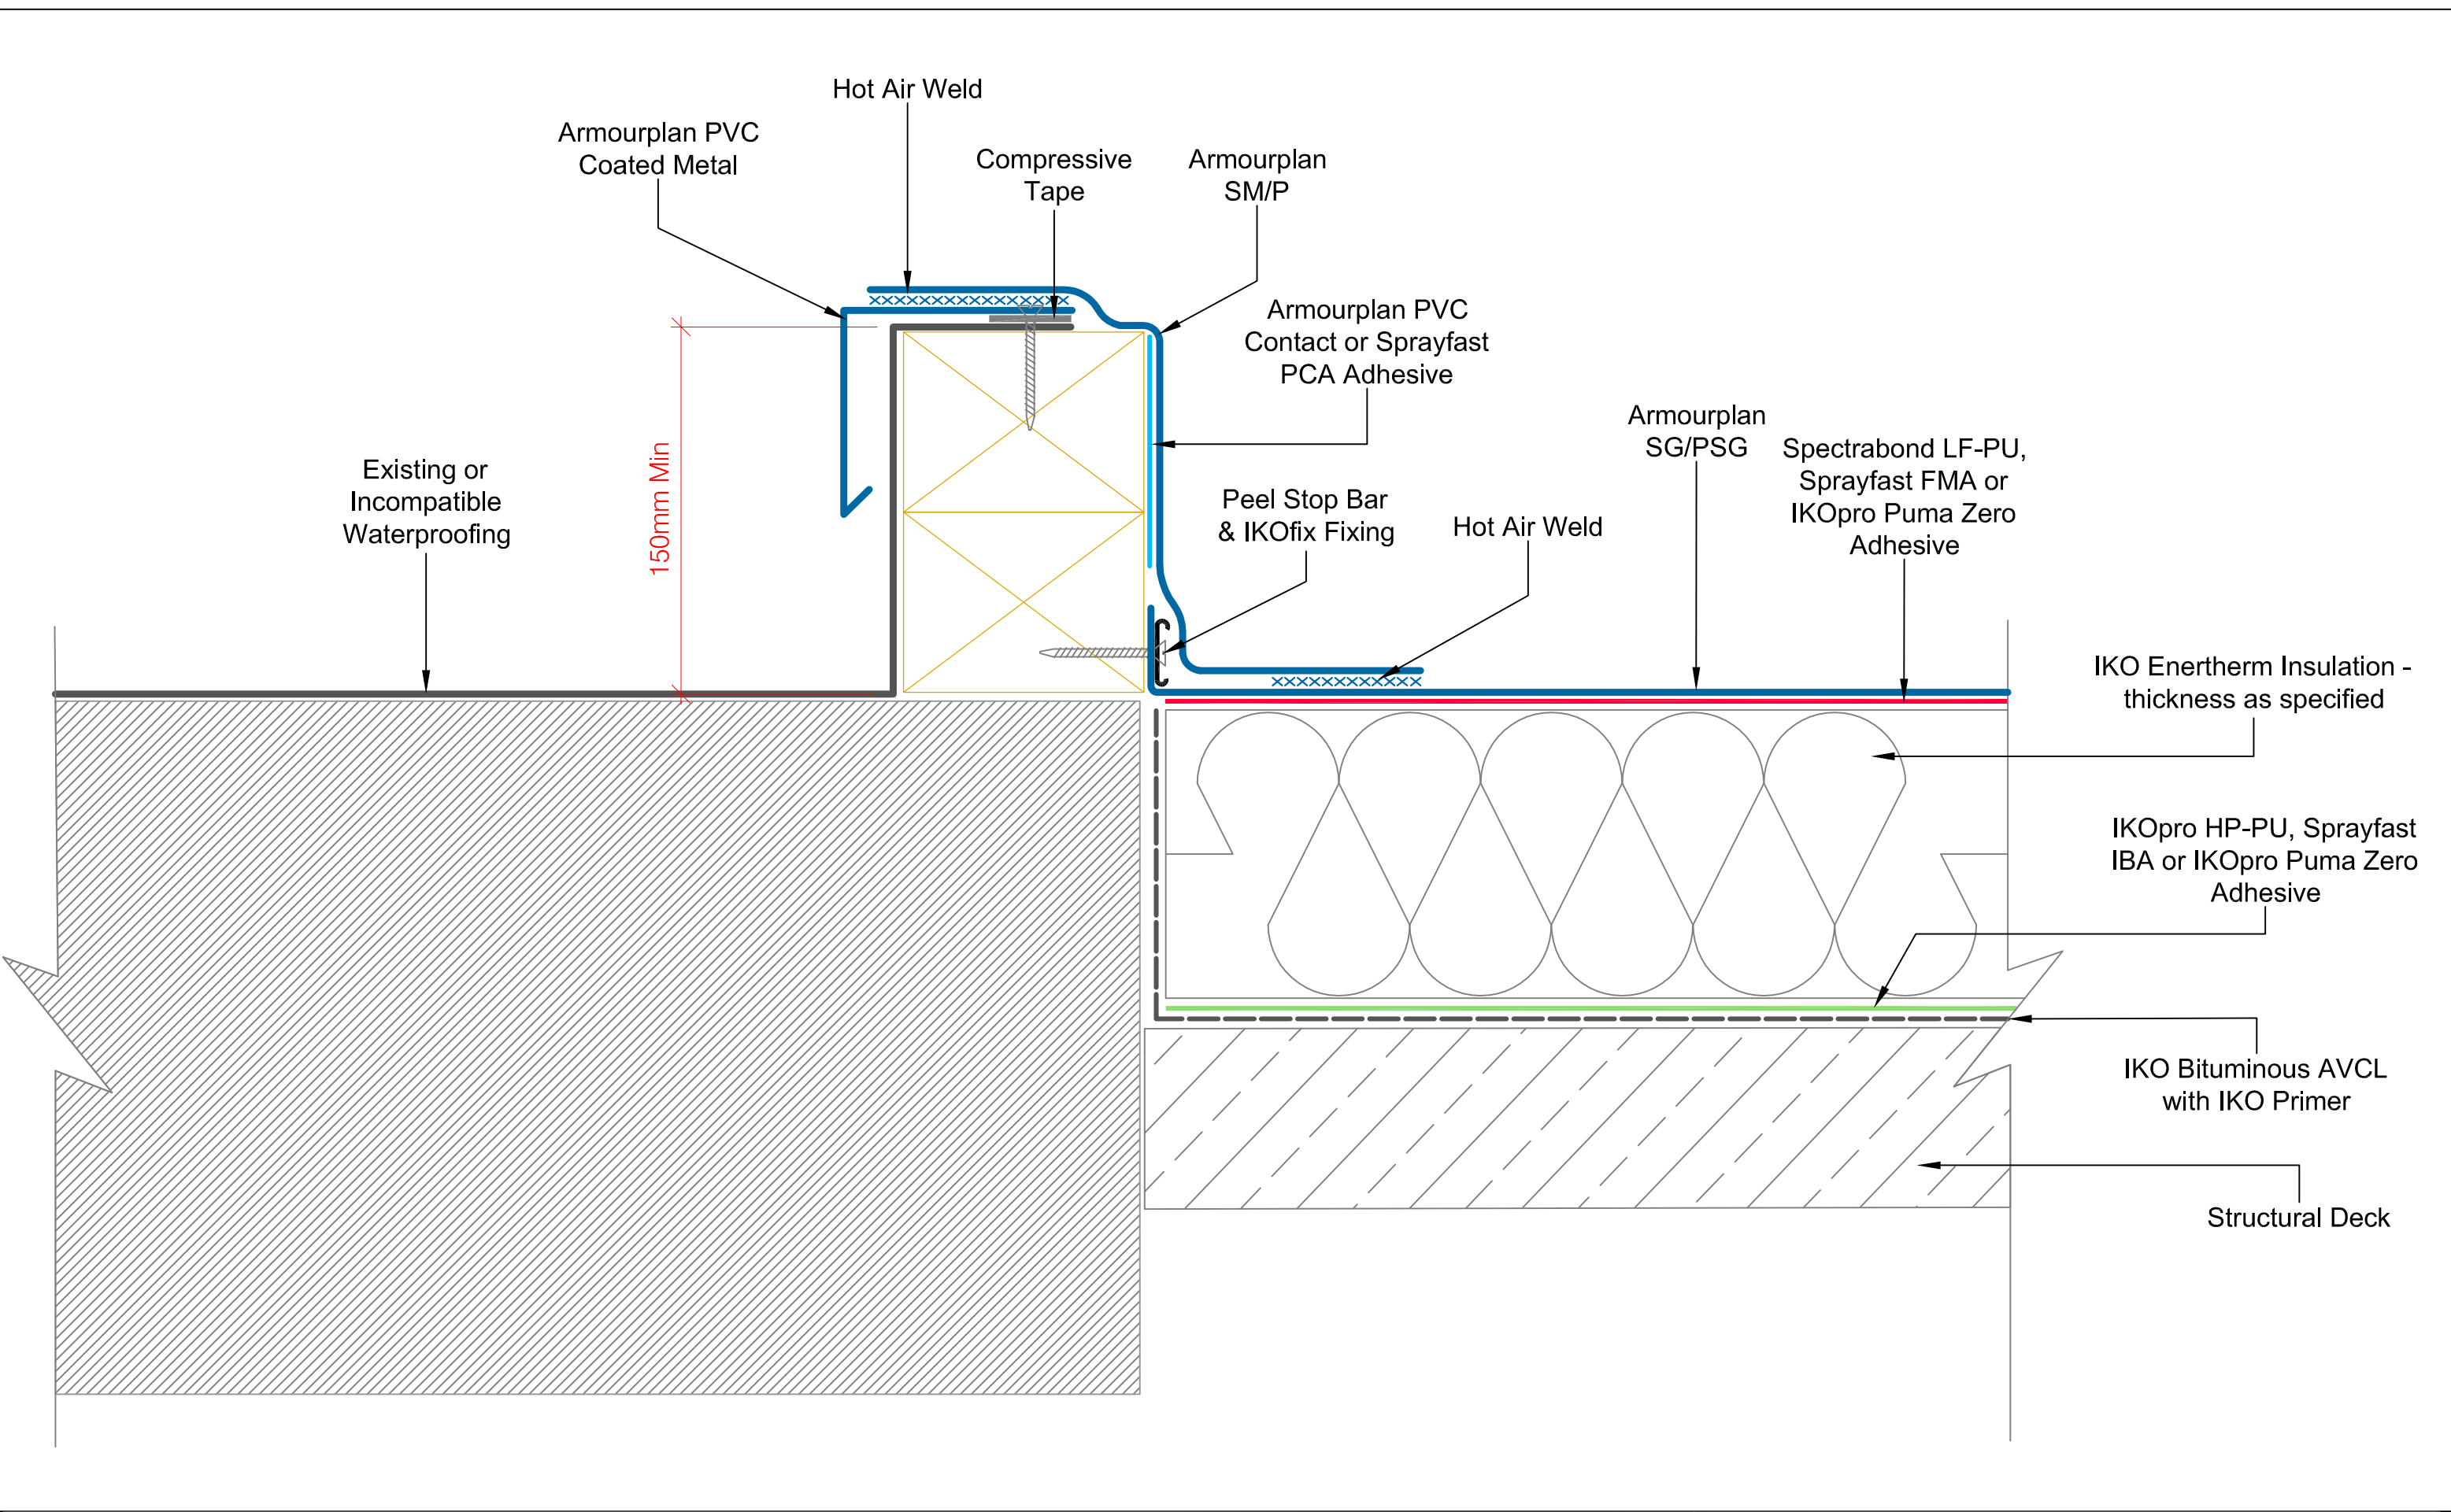 Hot Air Weld
Armourplan PVC
Coated Metal
Compressive
Tape
Armourplan
SM/P
Armourplan PVC
Contact or Sprayfast
PCA Adhesive
Armourplan
SG/PSG
Spectrabond LF-PU,
Sprayfast FMA or
IKOpro Puma Zero
Adhesive
Existing or
Incompatible
Waterproofing
150mm Min
Peel Stop Bar
& IKOfix Fixing
Hot Air Weld
IKO Enertherm Insulation -
thickness as specified
IKOpro HP-PU, Sprayfast
IBA or IKOpro Puma Zero
Adhesive
IKO Bituminous AVCL
with IKO Primer
Structural Deck